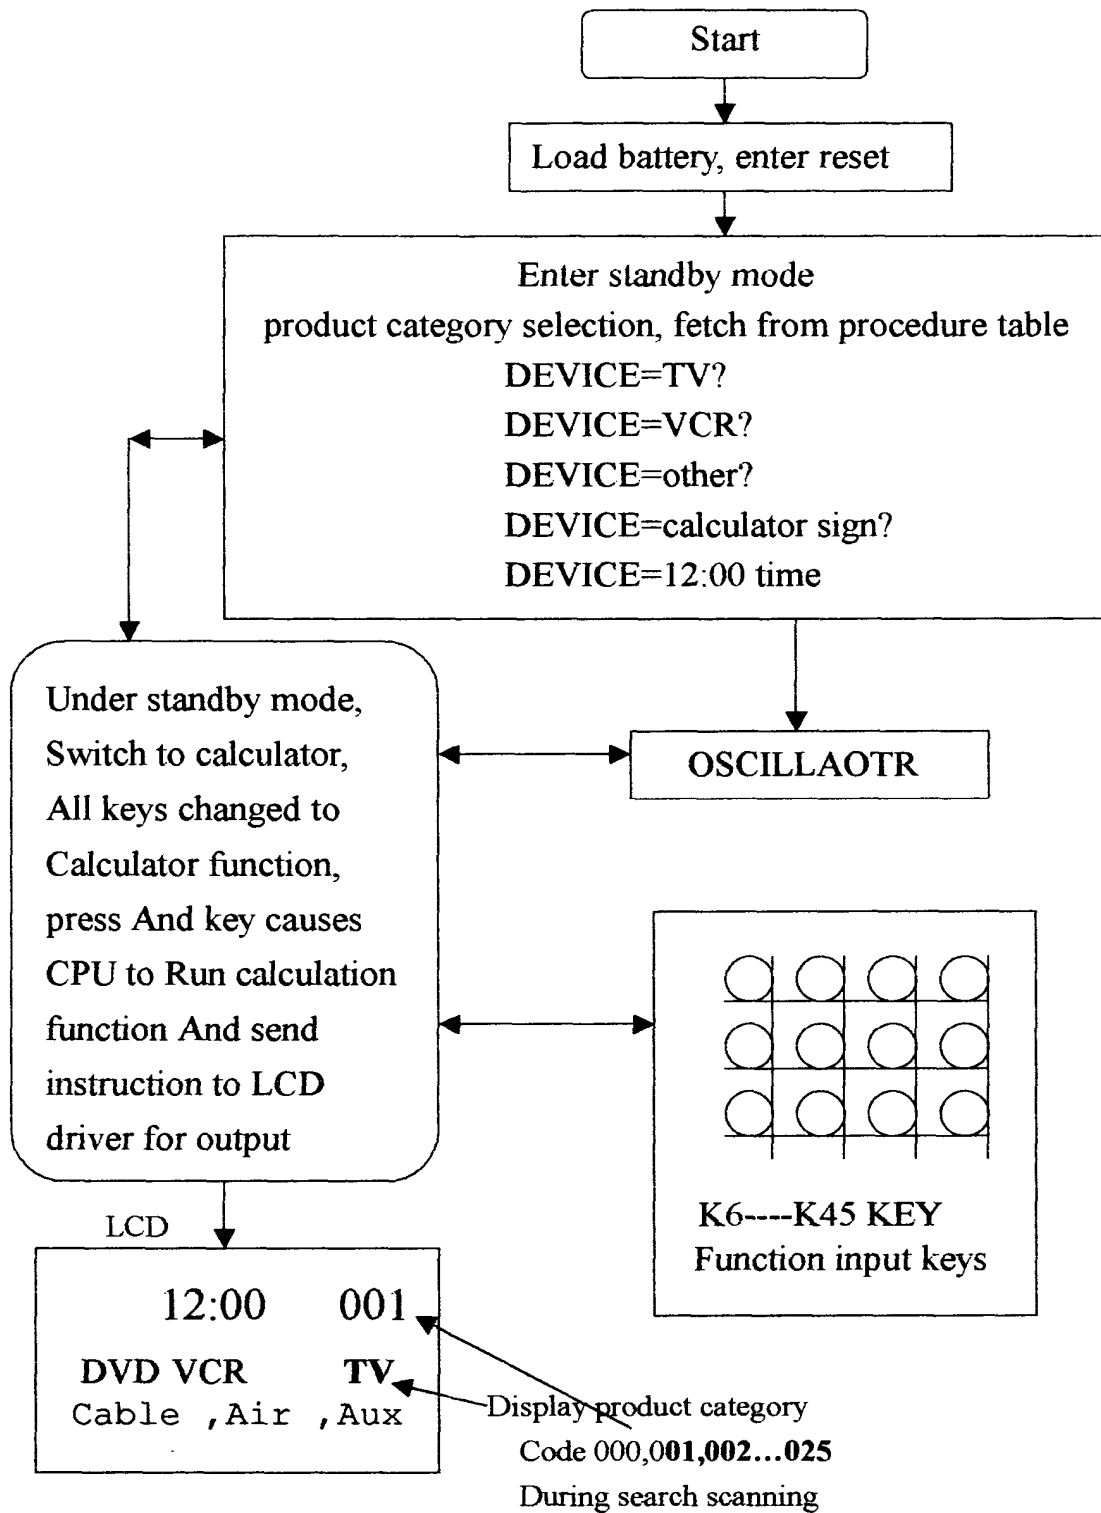 Start
Load battery, enter reset
Enter standby mode
product category selection, fetch from procedure table
DEVICE=TV?
DEVICE=VCR?
DEVICE=other?
DEVICE=calculator sign?
DEVICE=12:00 time
Under standby mode,
Switch to calculator,
All keys changed to
Calculator function,
press And key causes
CPU to Run calculation
function And send
instruction to LCD
driver for output
OSCILLAOTR
K6----K45 KEY
Function input keys
LCD
12:00 001
DVD VCR TV
Cable ,Air ,Aux
Display product category
Code 000,001,002...025
During search scanning